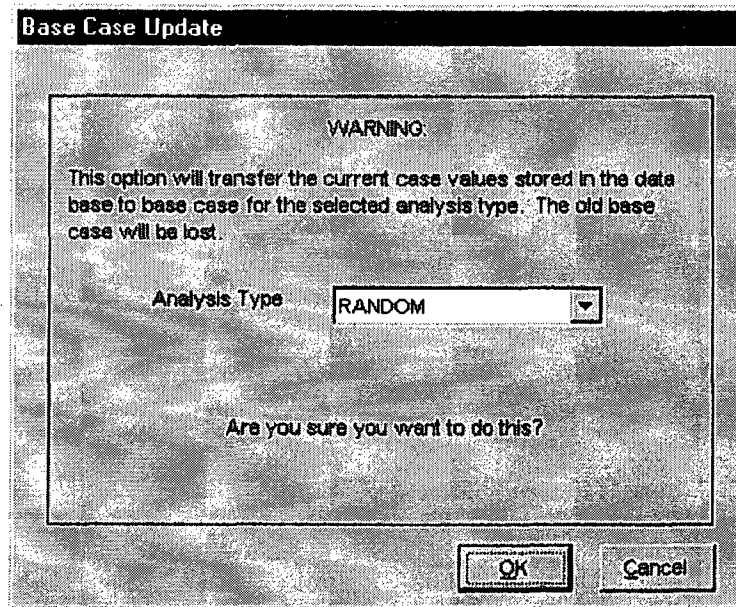 Base Case Update
WARNING:
This option will transfer the current case values stored in the data
base to base case for the selected analysis type. The old base
case will be lost.
Analysis Type
RANDOM
Are you sure you want to do this?
OK
Cancel